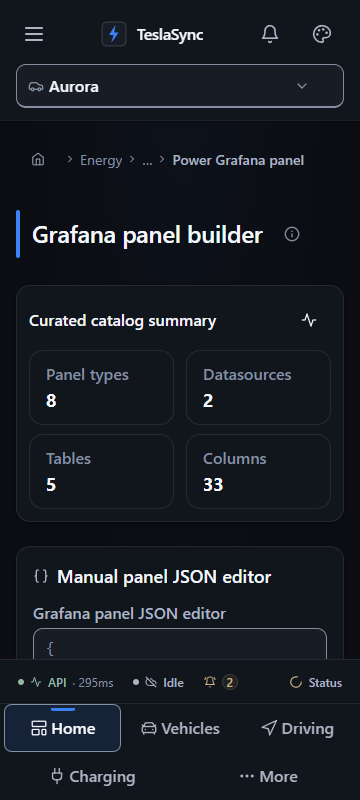 TeslaSync
Aurora
Energy ... Power Grafana panel
Grafana panel builder
Curated catalog summary
Panel types Datasources
8 2
Tables Columns
5 33
{} Manual panel JSON editor
Grafana panel JSON editor
{
API · 295ms Idle 2 Status
Home Vehicles Driving
Charging More